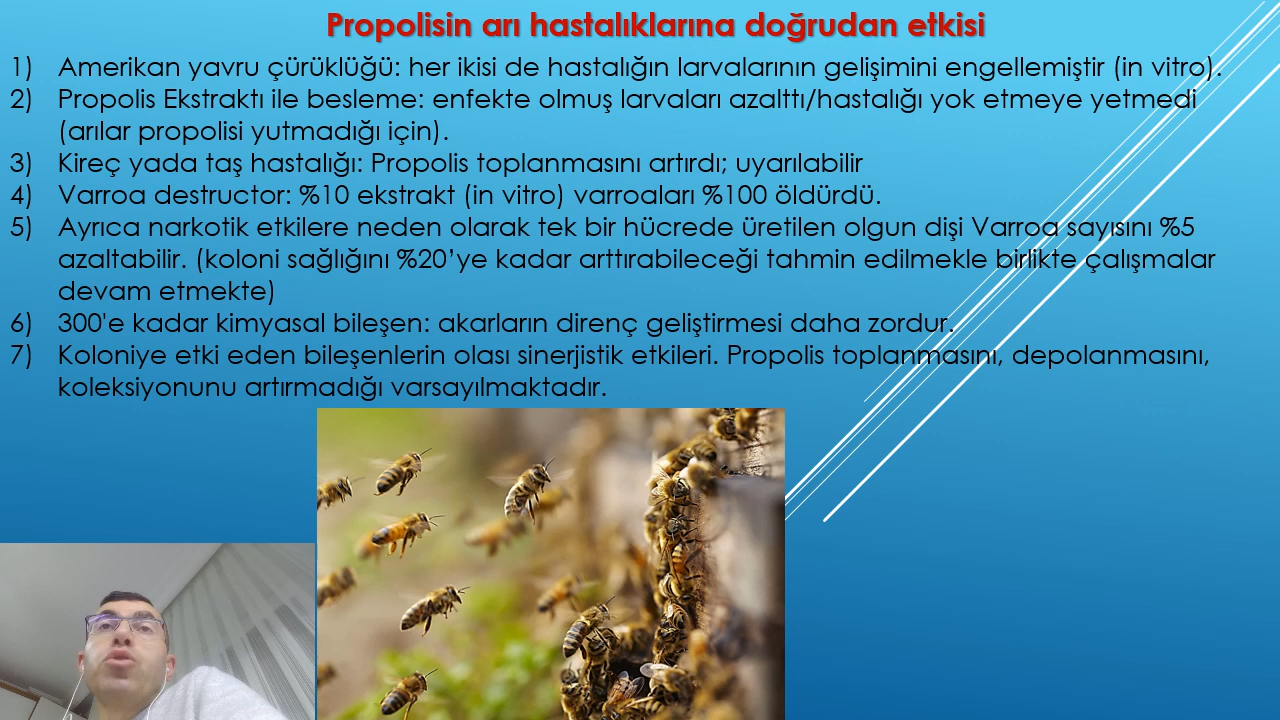 Propolisin arı hastalıklarına doğrudan etkisi
1) Amerikan yavru çürüklüğü: her ikisi de hastalığın larvalarının gelişimini engellemiştir (in vitro).
2) Propolis Ekstraktı ile besleme: enfekte olmuş larvaları azalttı/hastalığı yok etmeye yetmedi
(arılar propolisi yutmadığı için).
3) Kireç yada taş hastalığı: Propolis toplanmasını artırdı; uyarılabilir
4) Varroa destructor: %10 ekstrakt (in vitro) varroaları %100 öldürdü.
5) Ayrıca narkotik etkilere neden olarak tek bir hücrede üretilen olgun dişi Varroa sayısını %5
azaltabilir. (koloni sağlığını %20’ye kadar arttırabileceği tahmin edilmekle birlikte çalışmalar
devam etmekte)
6) 300'e kadar kimyasal bileşen: akarların direnç geliştirmesi daha zordur.
7) Koloniye etki eden bileşenlerin olası sinerjistik etkileri. Propolis toplanmasını, depolanmasını,
koleksiyonunu artırmadığı varsayılmaktadır.